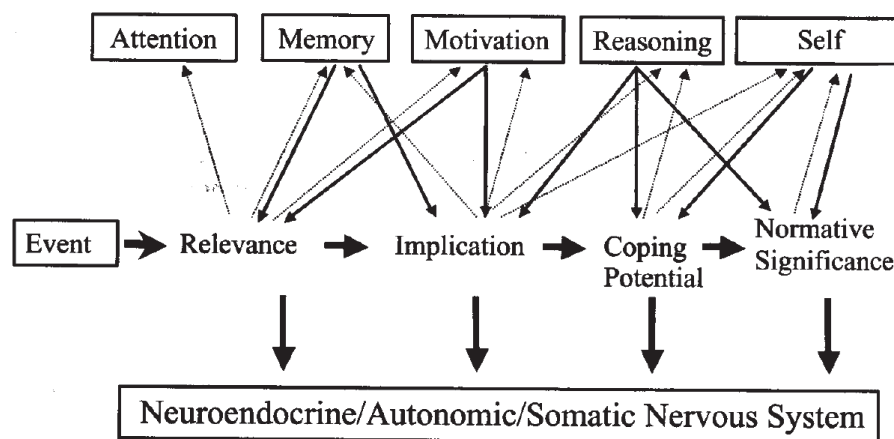 Attention Memory Motivation Reasoning Self
Event Relevance Implication Coping Potential Normative Significance
Neuroendocrine/Autonomic/Somatic Nervous System